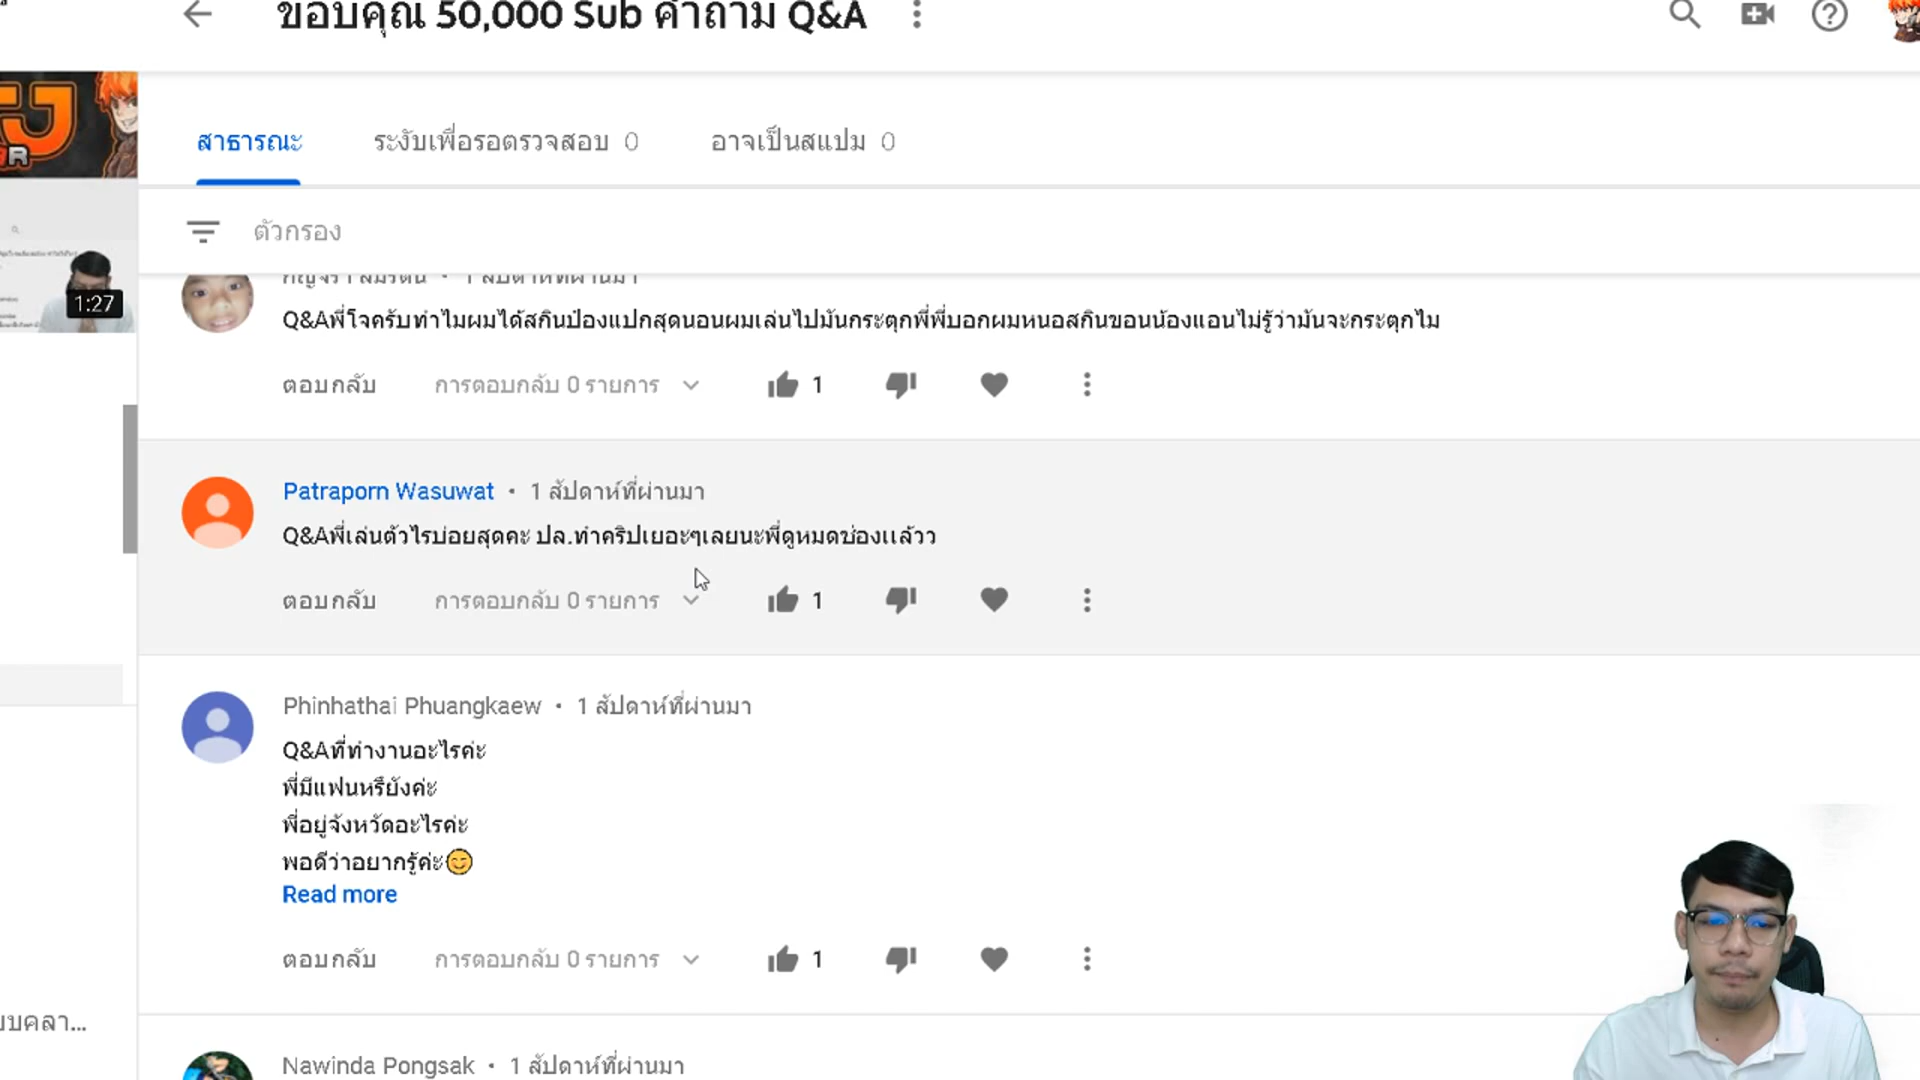 ขอบคุณ 50,000 Sub คำถาม Q&A
สาธารณะ ระงับเพื่อรอตรวจสอบ 0 อาจเป็นสแปม 0
ตัวกรอง
1:27
1 สัปดาห์ที่ผ่านมา
Q&Aพี่โจครับทำไมผมได้สกินป๋องแปกสุดนอนผมเล่นไปมันกระตุกพี่พี่บอกผมหนอสกินขอนน้องแอนไม่รู้ว่ามันจะกระตุกไม
ตอบกลับ การตอบกลับ 0 รายการ 1
Patraporn Wasuwat • 1 สัปดาห์ที่ผ่านมา
Q&Aพี่เล่นตัวไรบ่อยสุดคะ ปล.ทำคริปเยอะๆเลยนะพี่ดูหมดช่องแล้วว
ตอบกลับ การตอบกลับ 0 รายการ 1
Phinhathai Phuangkaew • 1 สัปดาห์ที่ผ่านมา
Q&Aที่ทำงานอะไรค่ะ
พี่มีแฟนหรืยังค่ะ
พี่อยู่จังหวัดอะไรค่ะ
พอดีว่าอยากรู้ค่ะ😊
Read more
ตอบกลับ การตอบกลับ 0 รายการ 1
Nawinda Pongsak • 1 สัปดาห์ที่ผ่านมา